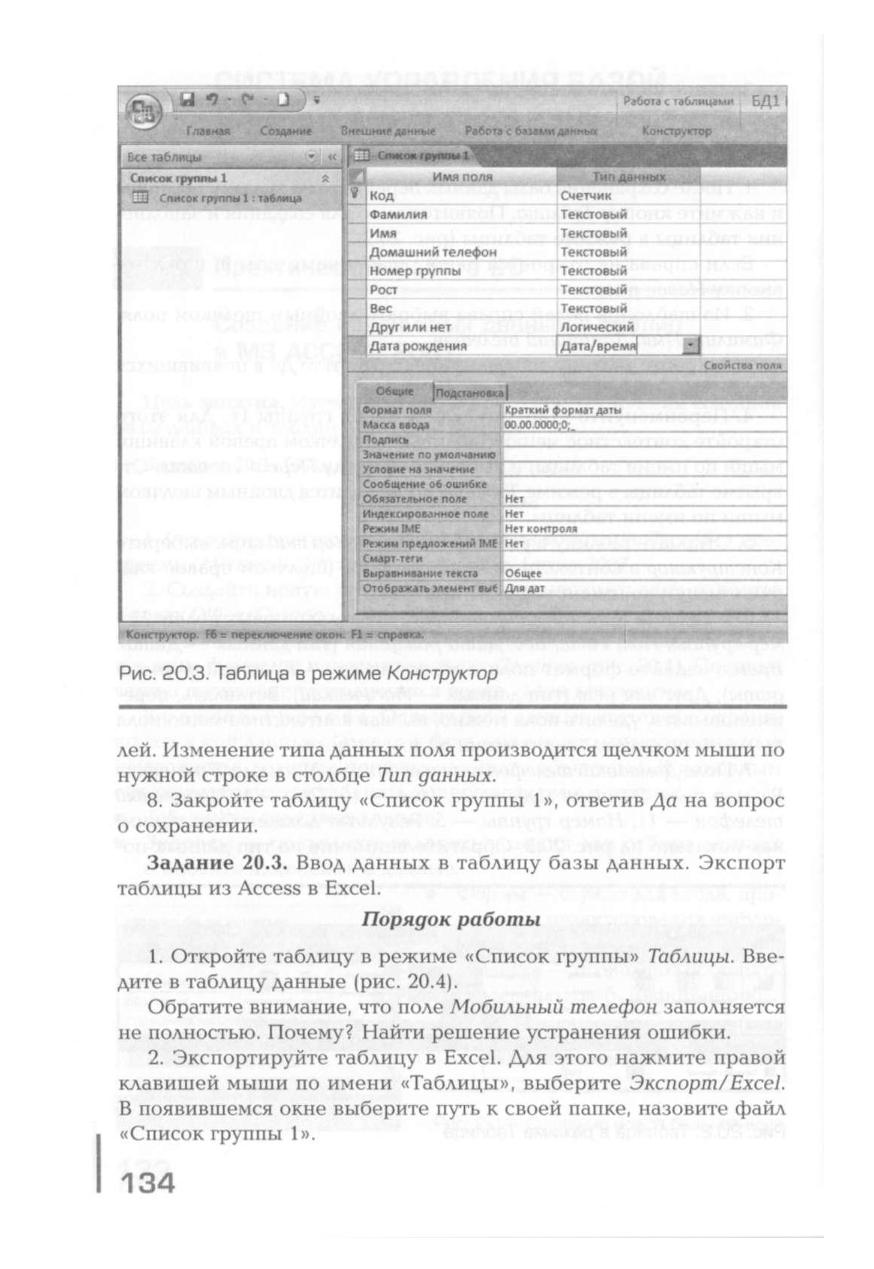 Работа с таблицами БД1
Главная Создание Внешние данные Работа с базами данных Конструктор
Все таблицы «
Список группы 1
Список группы 1 : таблица
Список группы 1
Имя поля Тип данных
Код Счетчик
Фамилия Текстовый
Имя Текстовый
Домашний телефон Текстовый
Номер группы Текстовый
Рост Текстовый
Вес Текстовый
Друг или нет Логический
Дата рождения Дата/время
Свойства поля
Общие Подстановка
Формат поля Краткий формат даты
Маска ввода 00.00.0000;0;_
Подпись
Значение по умолчанию
Условие на значение
Сообщение об ошибке
Обязательное поле Нет
Индексированное поле Нет
Режим IME Нет контроля
Режим предложений IME Нет
Смарт-теги
Выравнивание текста Общее
Отображать элемент выб Для дат
Конструктор. F6 = переключение окон. F1 = справка.
Рис. 20.3. Таблица в режиме Конструктор
лей. Изменение типа данных поля производится щелчком мыши по
нужной строке в столбце Тип данных.
8. Закройте таблицу «Список группы 1», ответив Да на вопрос
о сохранении.
Задание 20.3. Ввод данных в таблицу базы данных. Экспорт
таблицы из Access в Excel.
Порядок работы
1. Откройте таблицу в режиме «Список группы» Таблицы. Вве-
дите в таблицу данные (рис. 20.4).
Обратите внимание, что поле Мобильный телефон заполняется
не полностью. Почему? Найти решение устранения ошибки.
2. Экспортируйте таблицу в Excel. Для этого нажмите правой
клавишей мыши по имени «Таблицы», выберите Экспорт/Excel.
В появившемся окне выберите путь к своей папке, назовите файл
«Список группы 1».
134